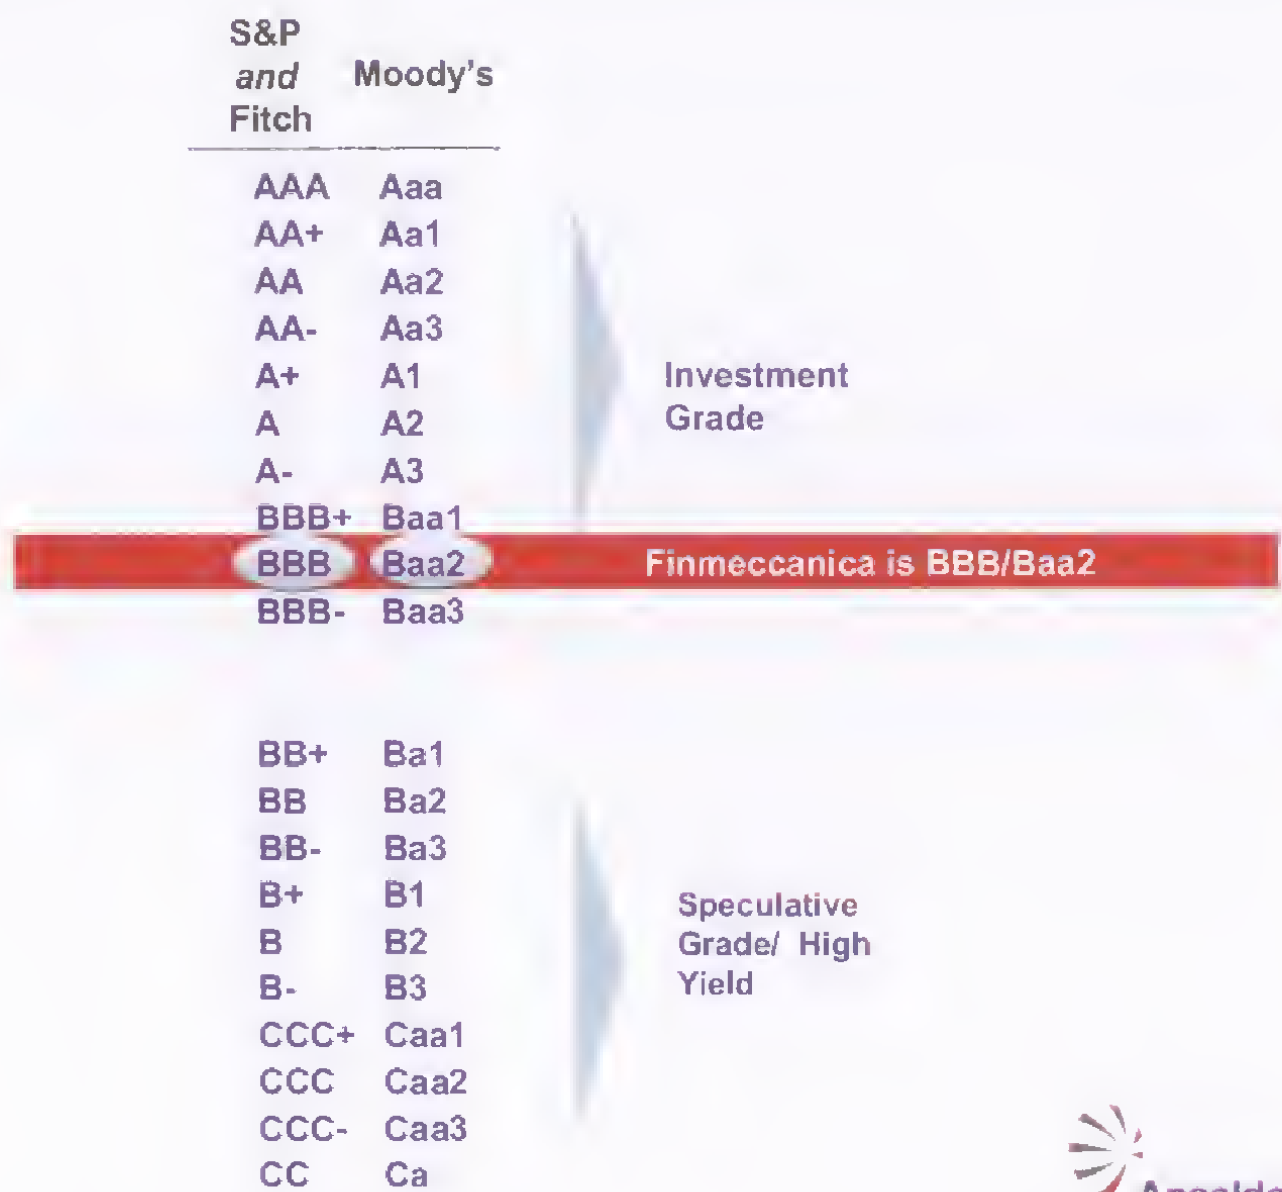 S&P
and Moody's
Fitch
AAA Aaa
AA+ Aa1
AA Aa2
AA- Aa3
A+ A1
Investment
A A2
Grade
A- A3
BBB+ Baa1
BBB Baa2 Finmeccanica is BBB/Baa2
BBB- Baa3
BB+ Ba1
BB Ba2
BB- Ba3
B+ B1
Speculative
B B2 Grade/ High
B- B3 Yield
CCC+ Caa1
CCC Caa2
CCC- Caa3
CC Ca